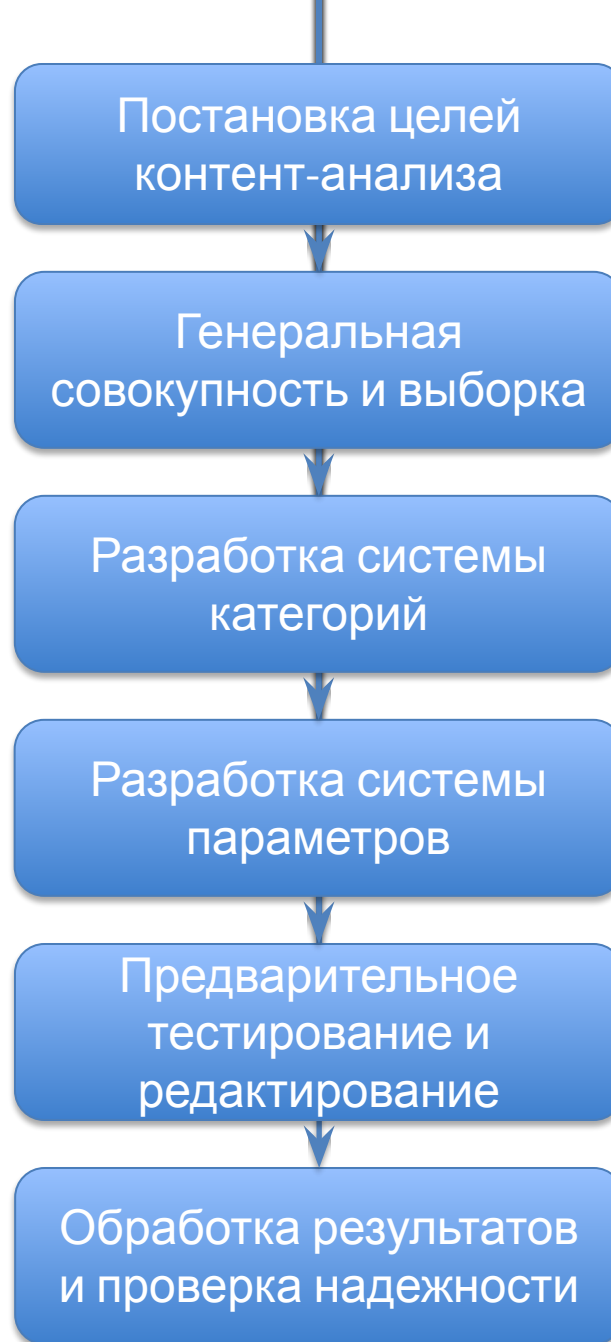 Постановка целей
контент-анализа
Генеральная
совокупность и выборка
Разработка системы
категорий
Разработка системы
параметров
Предварительное
тестирование и
редактирование
Обработка результатов
и проверка надежности